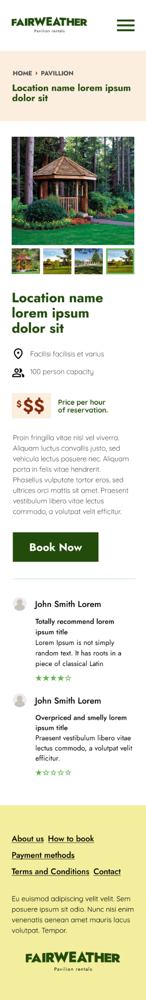 FAIRWEATHER
Pavilion rentals
HOME › PAVILLION
Location name lorem ipsum
dolor sit
Location name
lorem ipsum
dolor sit
Facilisi facilisis et varius
100 person capacity
$$$ Price per hour
of reservation.
Proin fringilla vitae nisl vel viverra.
Aliquam luctus convallis justo, sed
vehicula lectus posuere nec. Aliquam
porta in felis vitae hendrerit.
Phasellus vulputate tortor eros, sed
ultrices orci mattis sit amet. Praesent
vestibulum libero vitae lectus
commodo, a volutpat velit efficitur.
Book Now
John Smith Lorem
Totally recommend lorem
ipsum title
Lorem Ipsum is not simply
random text. It has roots in a
piece of classical Latin
★★★★☆
John Smith Lorem
Overpriced and smelly lorem
ipsum title
Praesent vestibulum libero vitae
lectus commodo, a volutpat velit
efficitur.
★☆☆☆☆
About us How to book
Payment methods
Terms and Conditions Contact
Eu euismod adipiscing velit velit. Sem
posuere ipsum sit odio. Nunc nisi enim
venenatis aenean amet mauris lacus
volutpat. Tempor.
FAIRWEATHER
Pavilion rentals